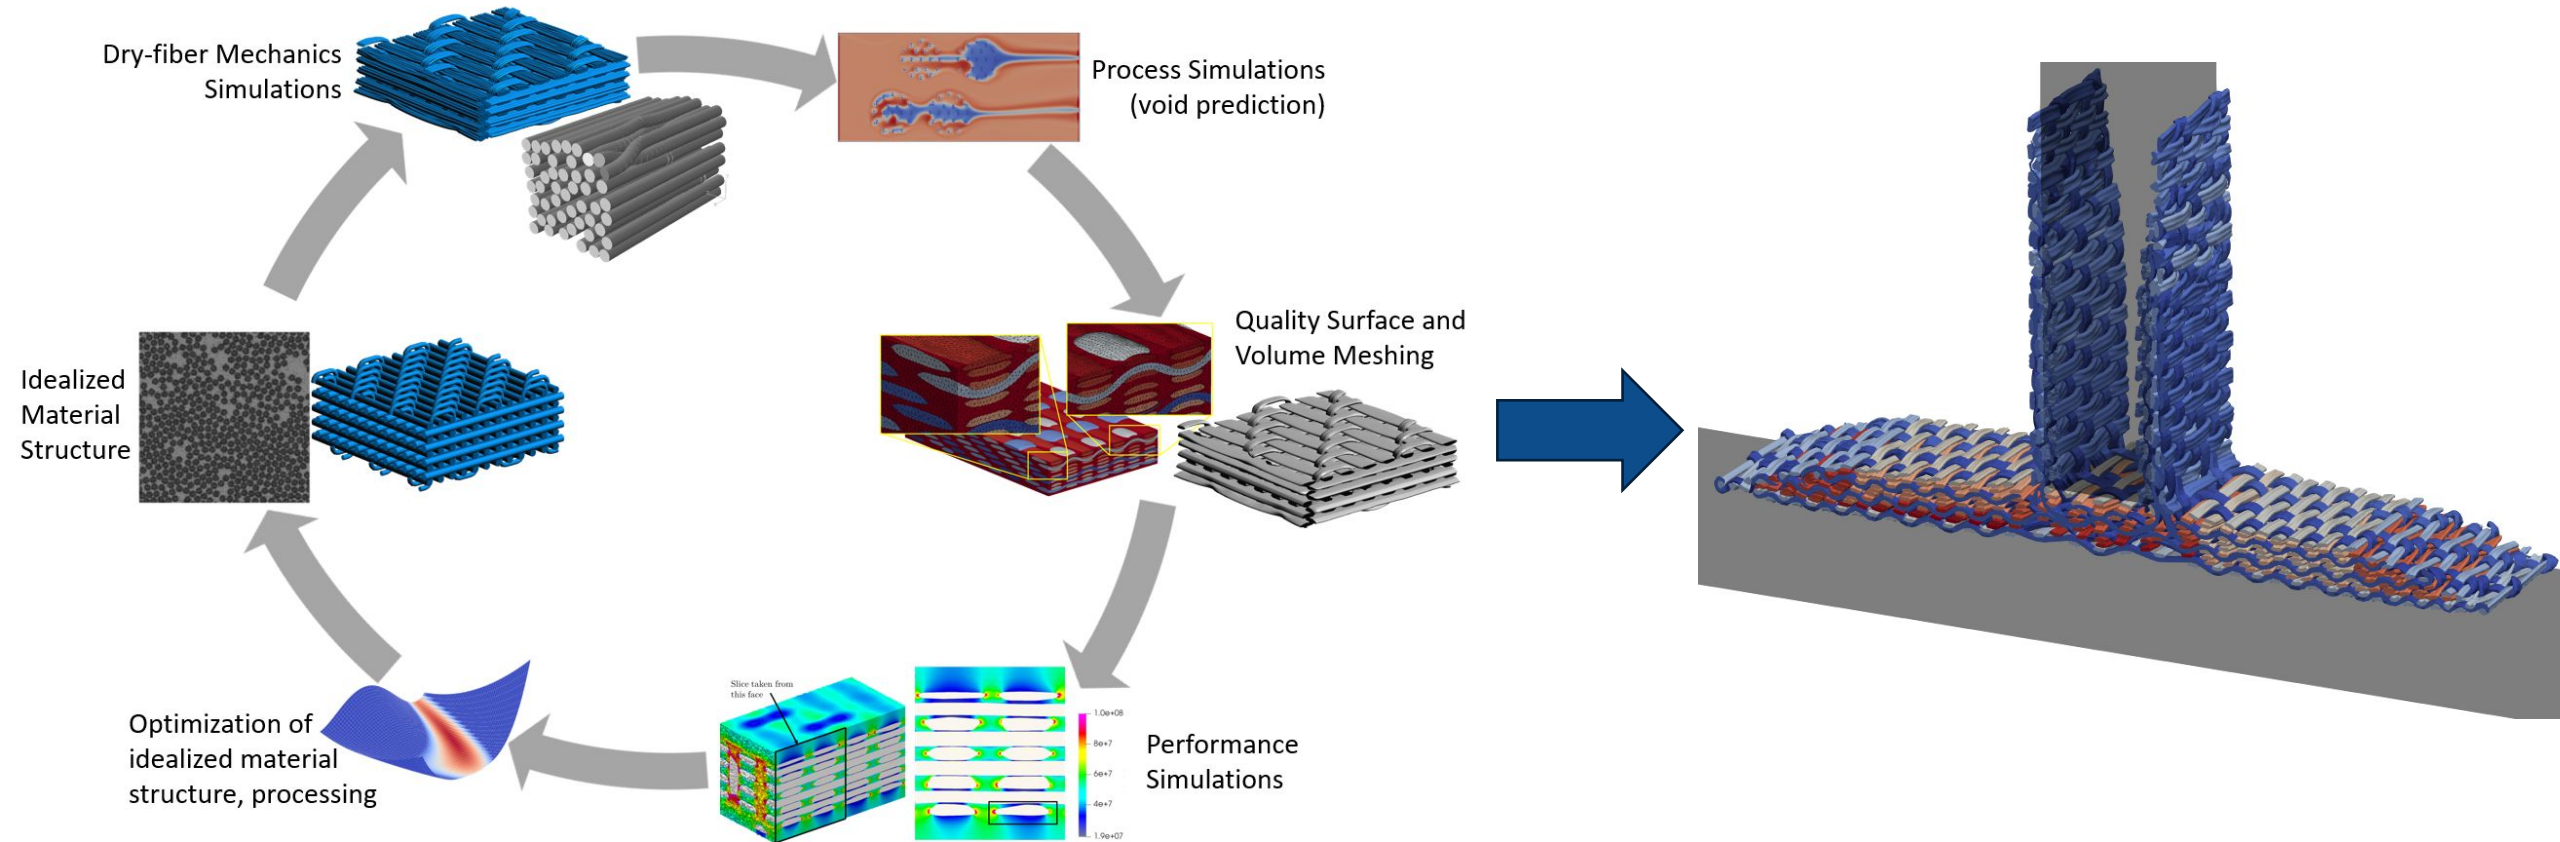 Dry-fiber Mechanics
Simulations
Process Simulations
(void prediction)
Quality Surface and
Volume Meshing
Idealized
Material
Structure
Slice taken from
this face
1.0e+08
8e+7
6e+7
4e+7
1.9e+07
Performance
Simulations
Optimization of
idealized material
structure, processing